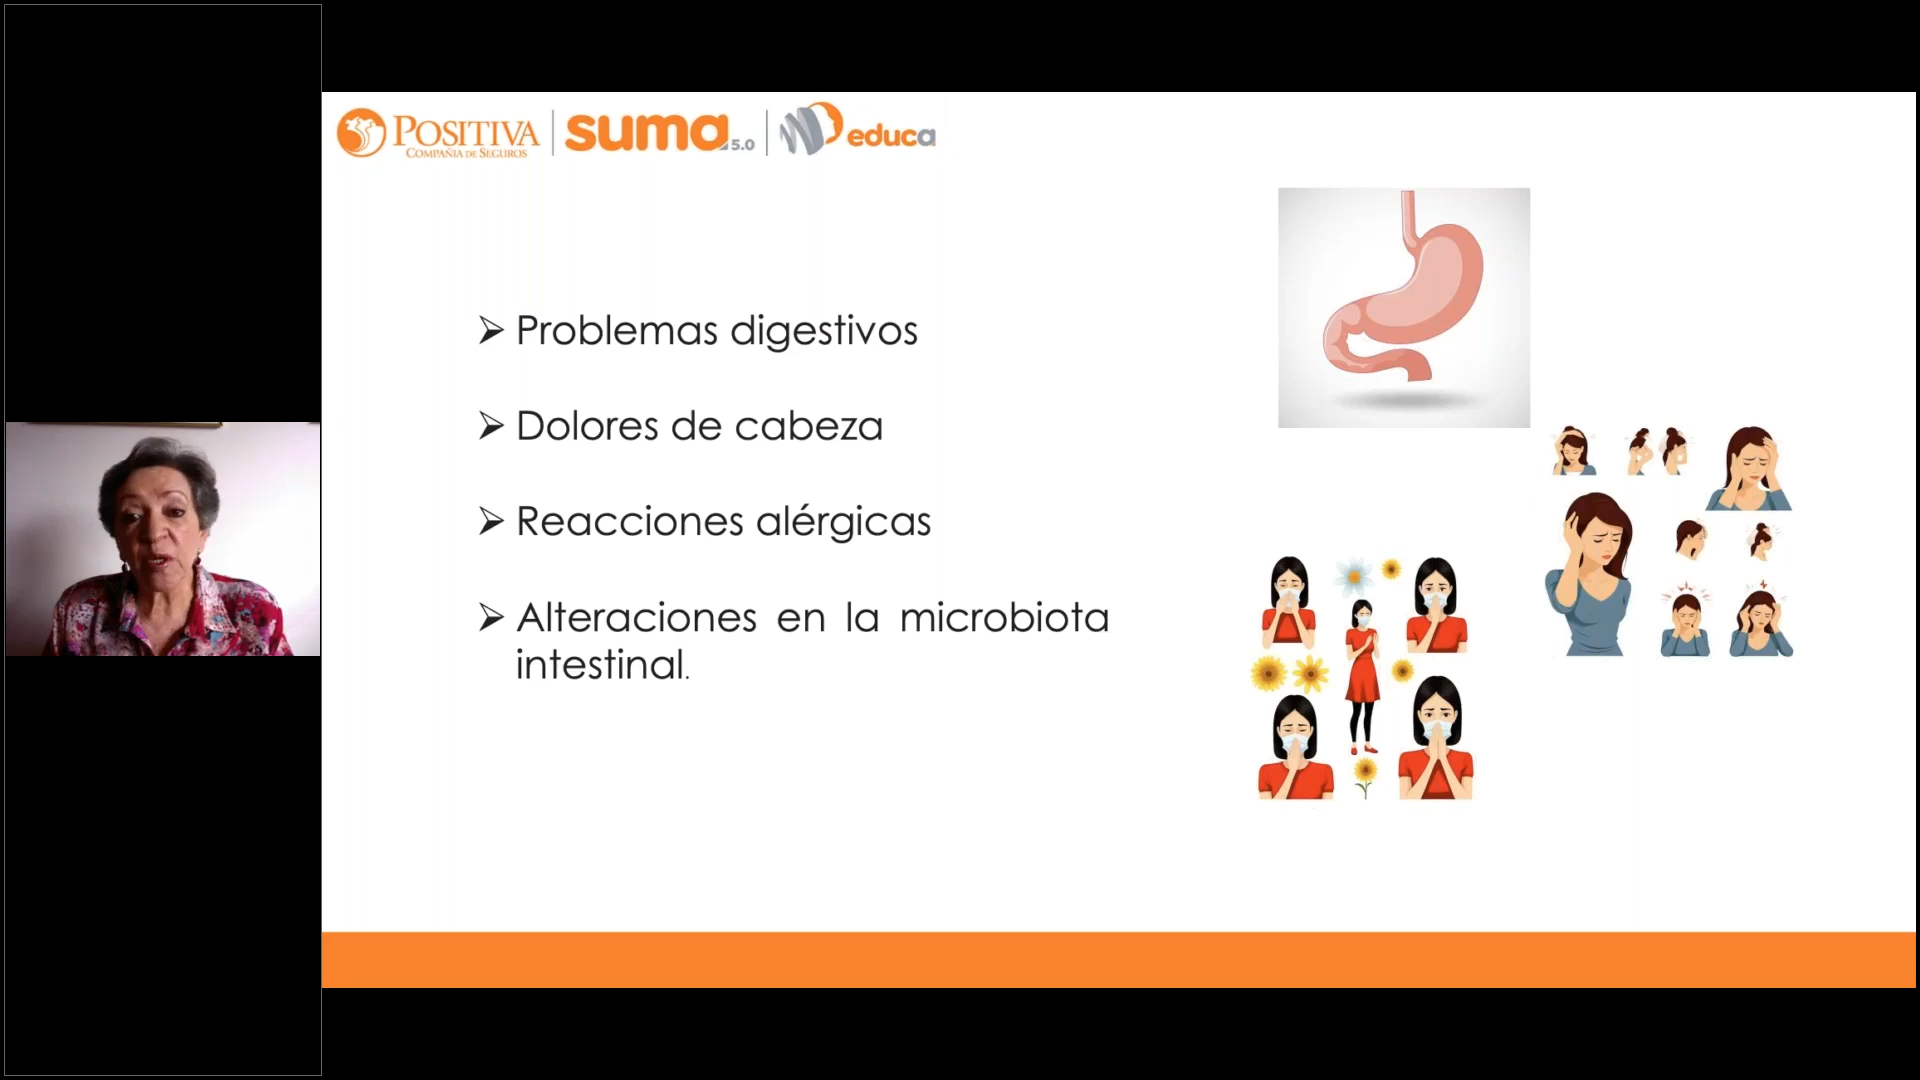 POSITIVA
COMPAÑIA DE SEGUROS
suma 5.0
educa
Problemas digestivos
Dolores de cabeza
Reacciones alérgicas
Alteraciones en la microbiota
intestinal.